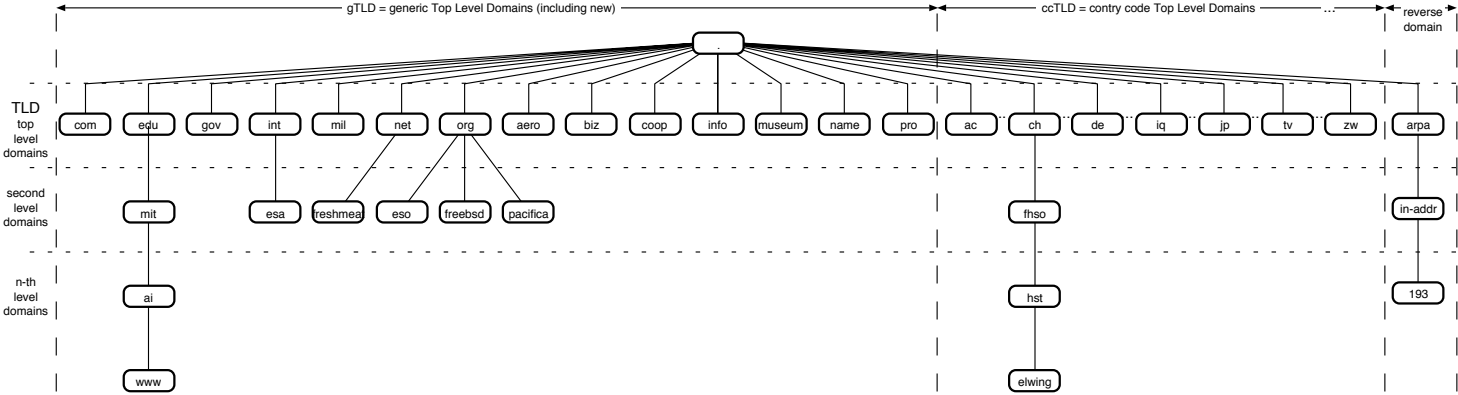 gTLD = generic Top Level Domains (including new)
ccTLD = contry code Top Level Domains
...
reverse
domain
.
TLD
top
level
domains
com
edu
gov
int
mil
net
org
aero
biz
coop
info
museum
name
pro
ac
ch
de
iq
jp
tv
zw
arpa
second
level
domains
mit
esa
freshmeat
eso
freebsd
pacifica
fhso
in-addr
n-th
level
domains
ai
hst
193
www
elwing